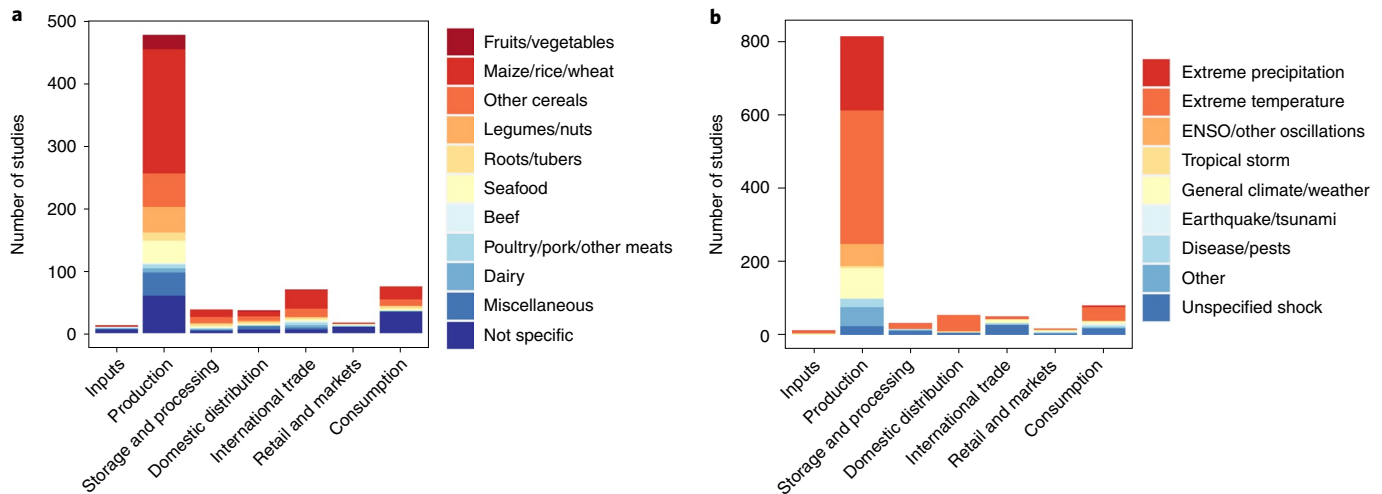 a
Number of studies
500
400
300
200
100
0
Inputs
Production
Storage and processing
Domestic distribution
International trade
Retail and markets
Consumption
Fruits/vegetables
Maize/rice/wheat
Other cereals
Legumes/nuts
Roots/tubers
Seafood
Beef
Poultry/pork/other meats
Dairy
Miscellaneous
Not specific
b
Number of studies
800
600
400
200
0
Inputs
Production
Storage and processing
Domestic distribution
International trade
Retail and markets
Consumption
Extreme precipitation
Extreme temperature
ENSO/other oscillations
Tropical storm
General climate/weather
Earthquake/tsunami
Disease/pests
Other
Unspecified shock